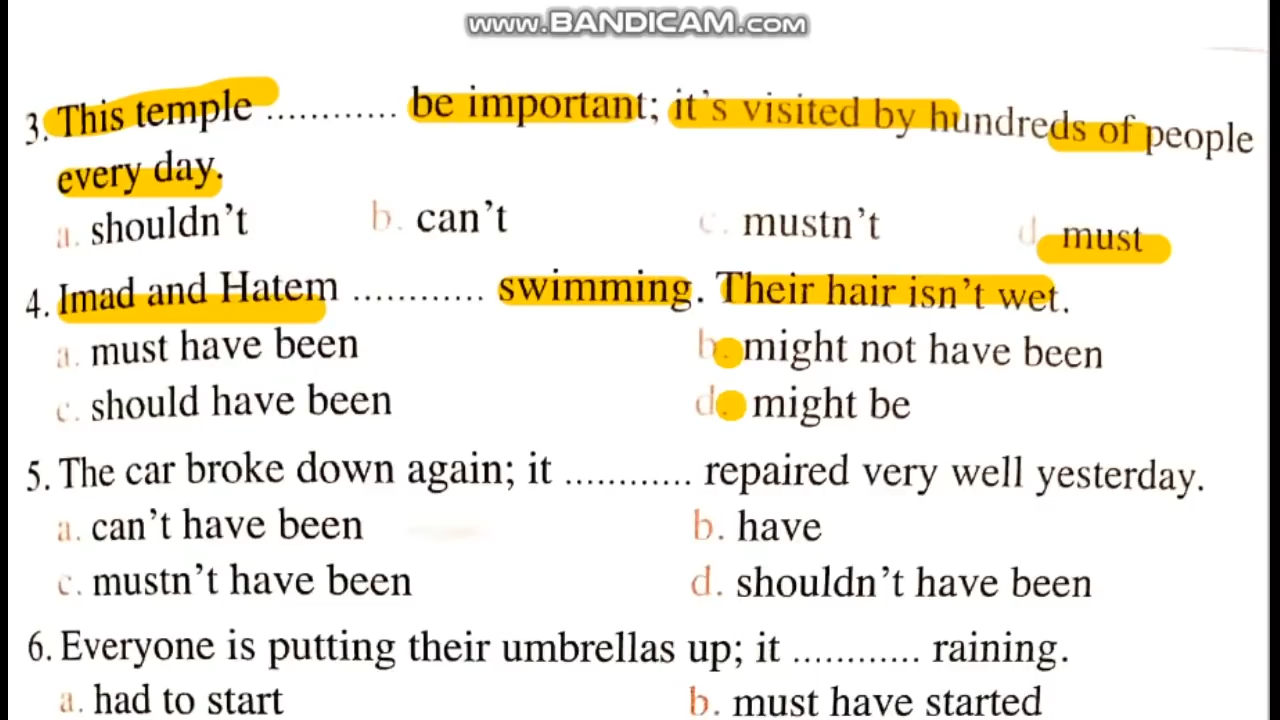 www.BANDICAM.com
3. This temple ............ be important; it's visited by hundreds of people
every day.
a. shouldn't b. can't c. mustn't d. must
4. Imad and Hatem ............ swimming. Their hair isn't wet.
a. must have been b. might not have been
c. should have been d. might be
5. The car broke down again; it ............ repaired very well yesterday.
a. can't have been b. have
c. mustn't have been d. shouldn't have been
6. Everyone is putting their umbrellas up; it ............ raining.
a. had to start b. must have started